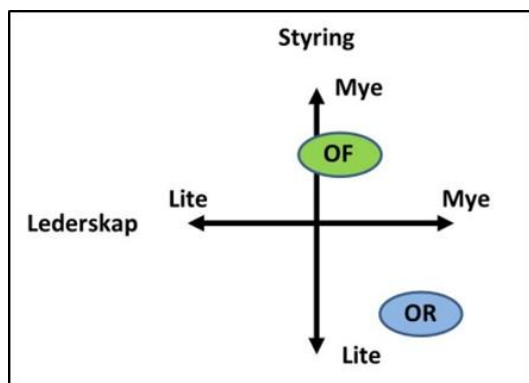 Styring
Mye
OF
Lite
Mye
Lederskap
OR
Lite